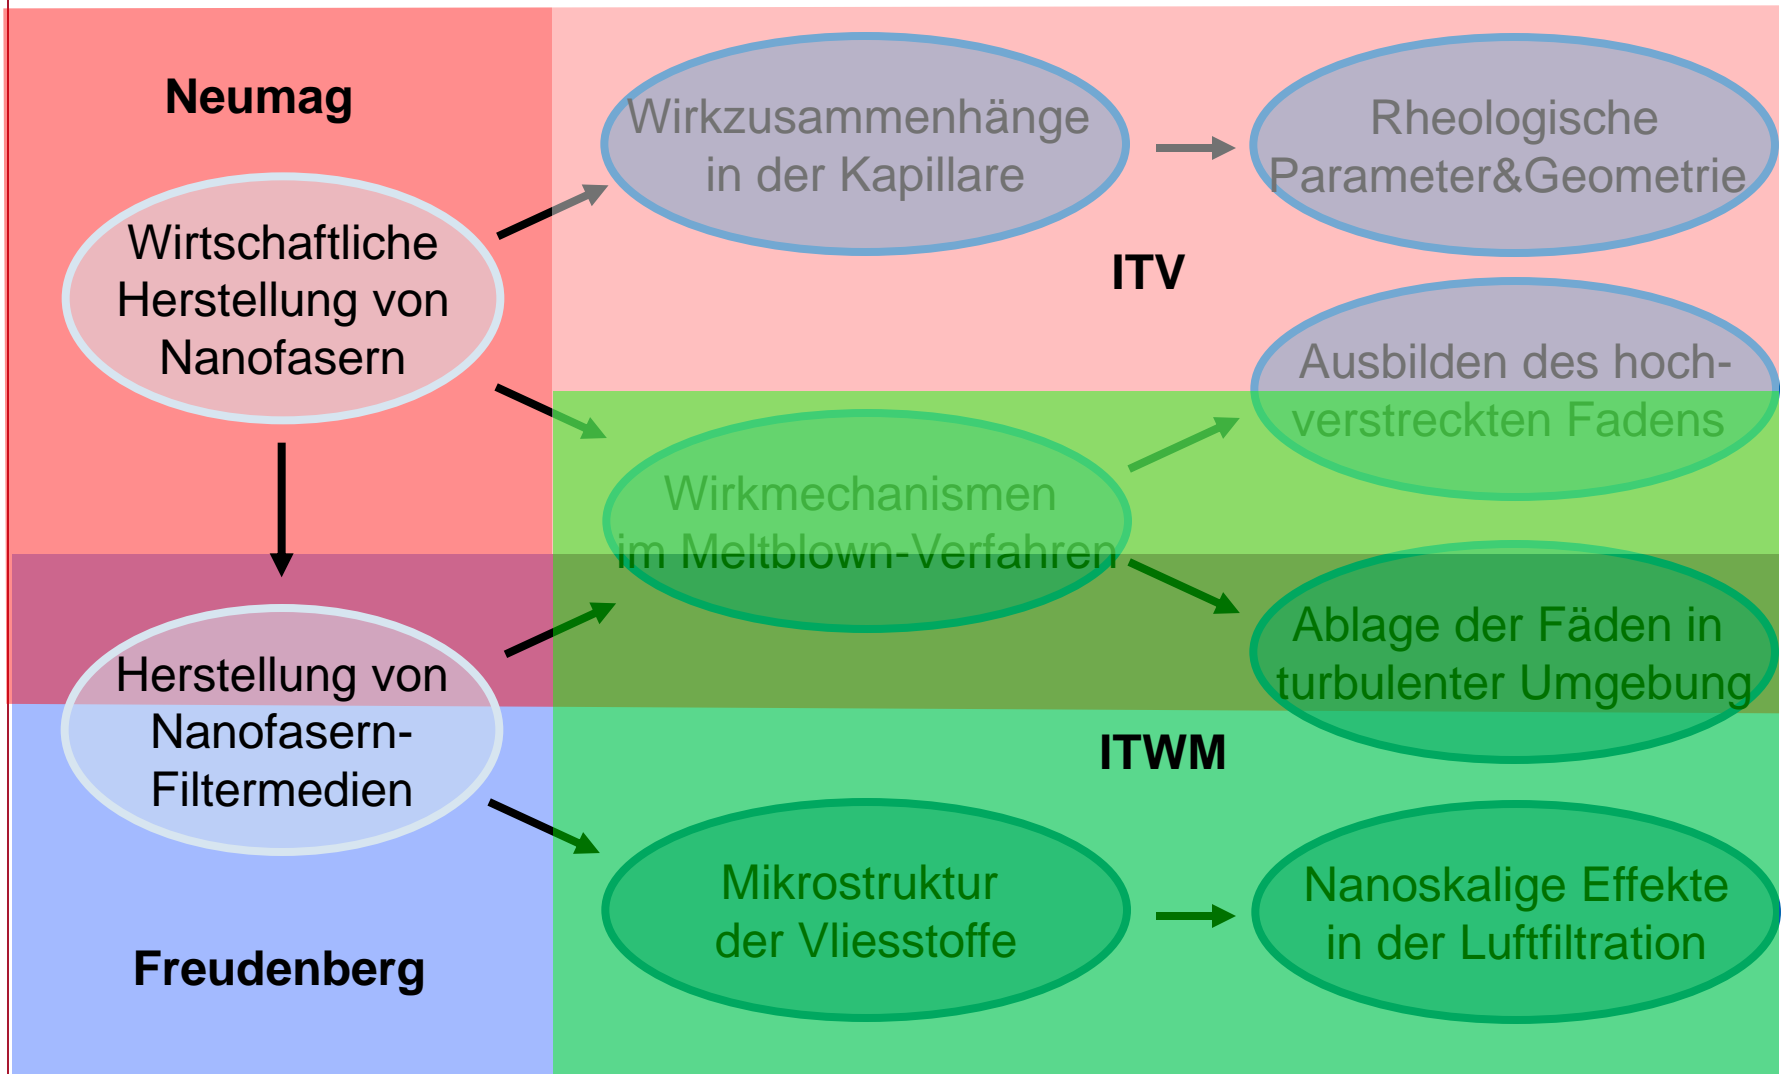 Neumag
Wirtschaftliche
Herstellung von
Nanofasern
Wirkzusammenhänge
in der Kapillare
Rheologische
Parameter&Geometrie
ITV
Ausbilden des hoch-
verstreckten Fadens
Wirkmechanismen
im Meltblown-Verfahren
Herstellung von
Nanofasern-
Filtermedien
Ablage der Fäden in
turbulenter Umgebung
ITWM
Mikrostruktur
der Vliesstoffe
Nanoskalige Effekte
in der Luftfiltration
Freudenberg